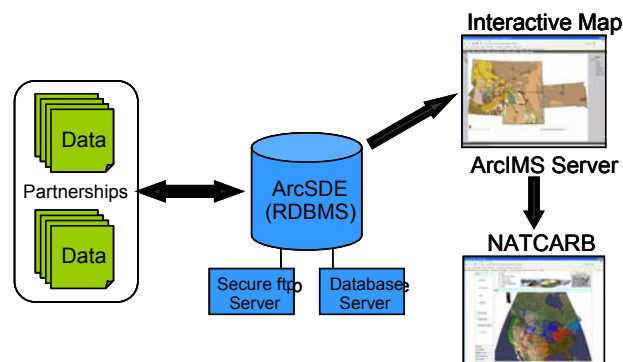 Interactive Map
Data
Partnerships
Data
ArcSDE
(RDBMS)
Secure ftp
Server
Database
Server
ArcIMS Server
NATCARB